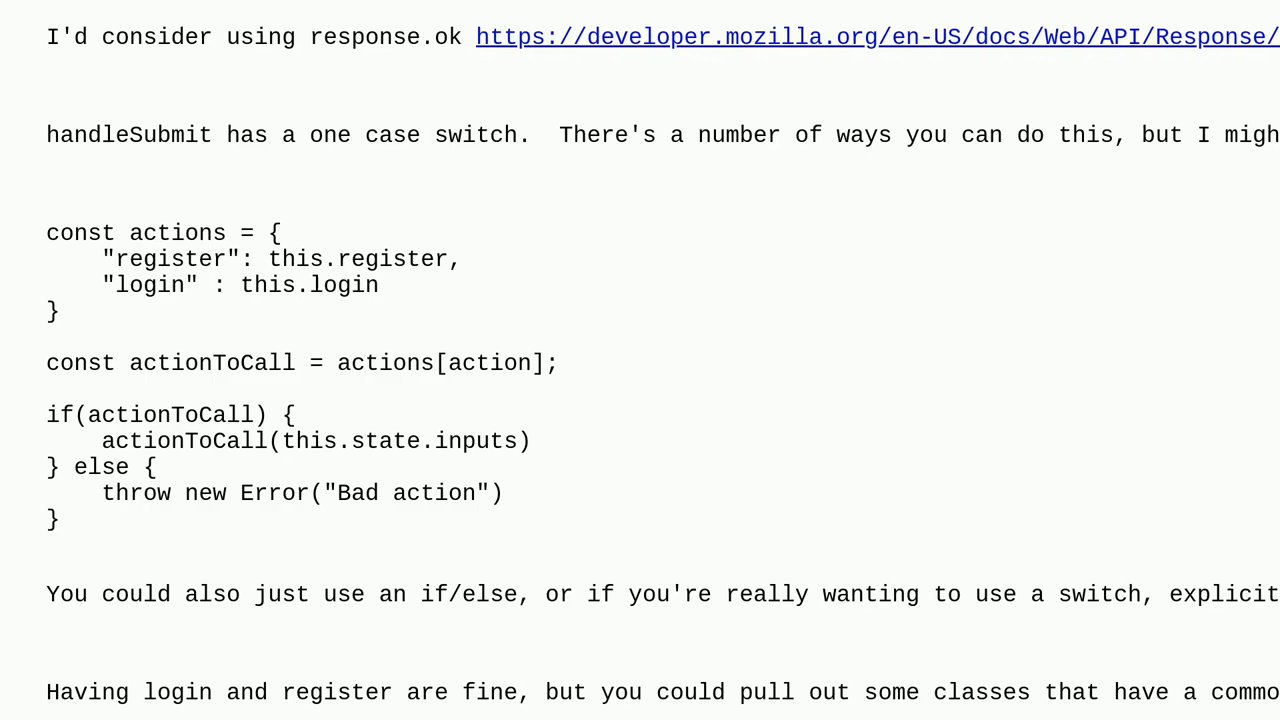 I'd consider using response.ok https://developer.mozilla.org/en-US/docs/Web/API/Response/
handleSubmit has a one case switch.  There's a number of ways you can do this, but I
const actions = {
    "register": this.register,
    "login" : this.login
}
const actionToCall = actions[action];
if(actionToCall) {
    actionToCall(this.state.inputs)
} else {
    throw new Error("Bad action")
}
You could also just use an if/else, or if you're really wanting to use a switch,
Having login and register are fine, but you could pull out some classes that have a